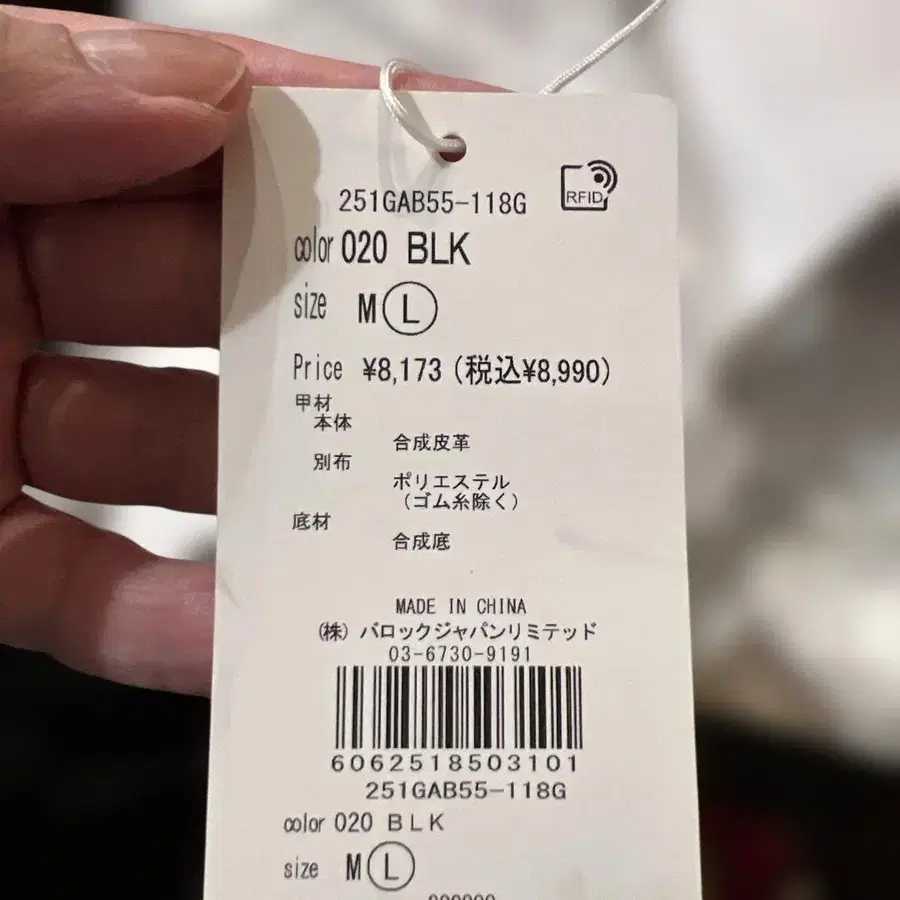 251GAB55-118G
RFID
color 020 BLK
size M L
Price ¥8,173 (税込¥8,990)
甲材
本体
合成皮革
別布
ポリエステル
(ゴム糸除く)
底材
合成底
MADE IN CHINA
(株) バロックジャパンリミテッド
03-6730-9191
6062518503101
251GAB55-118G
color 020 BLK
size M L